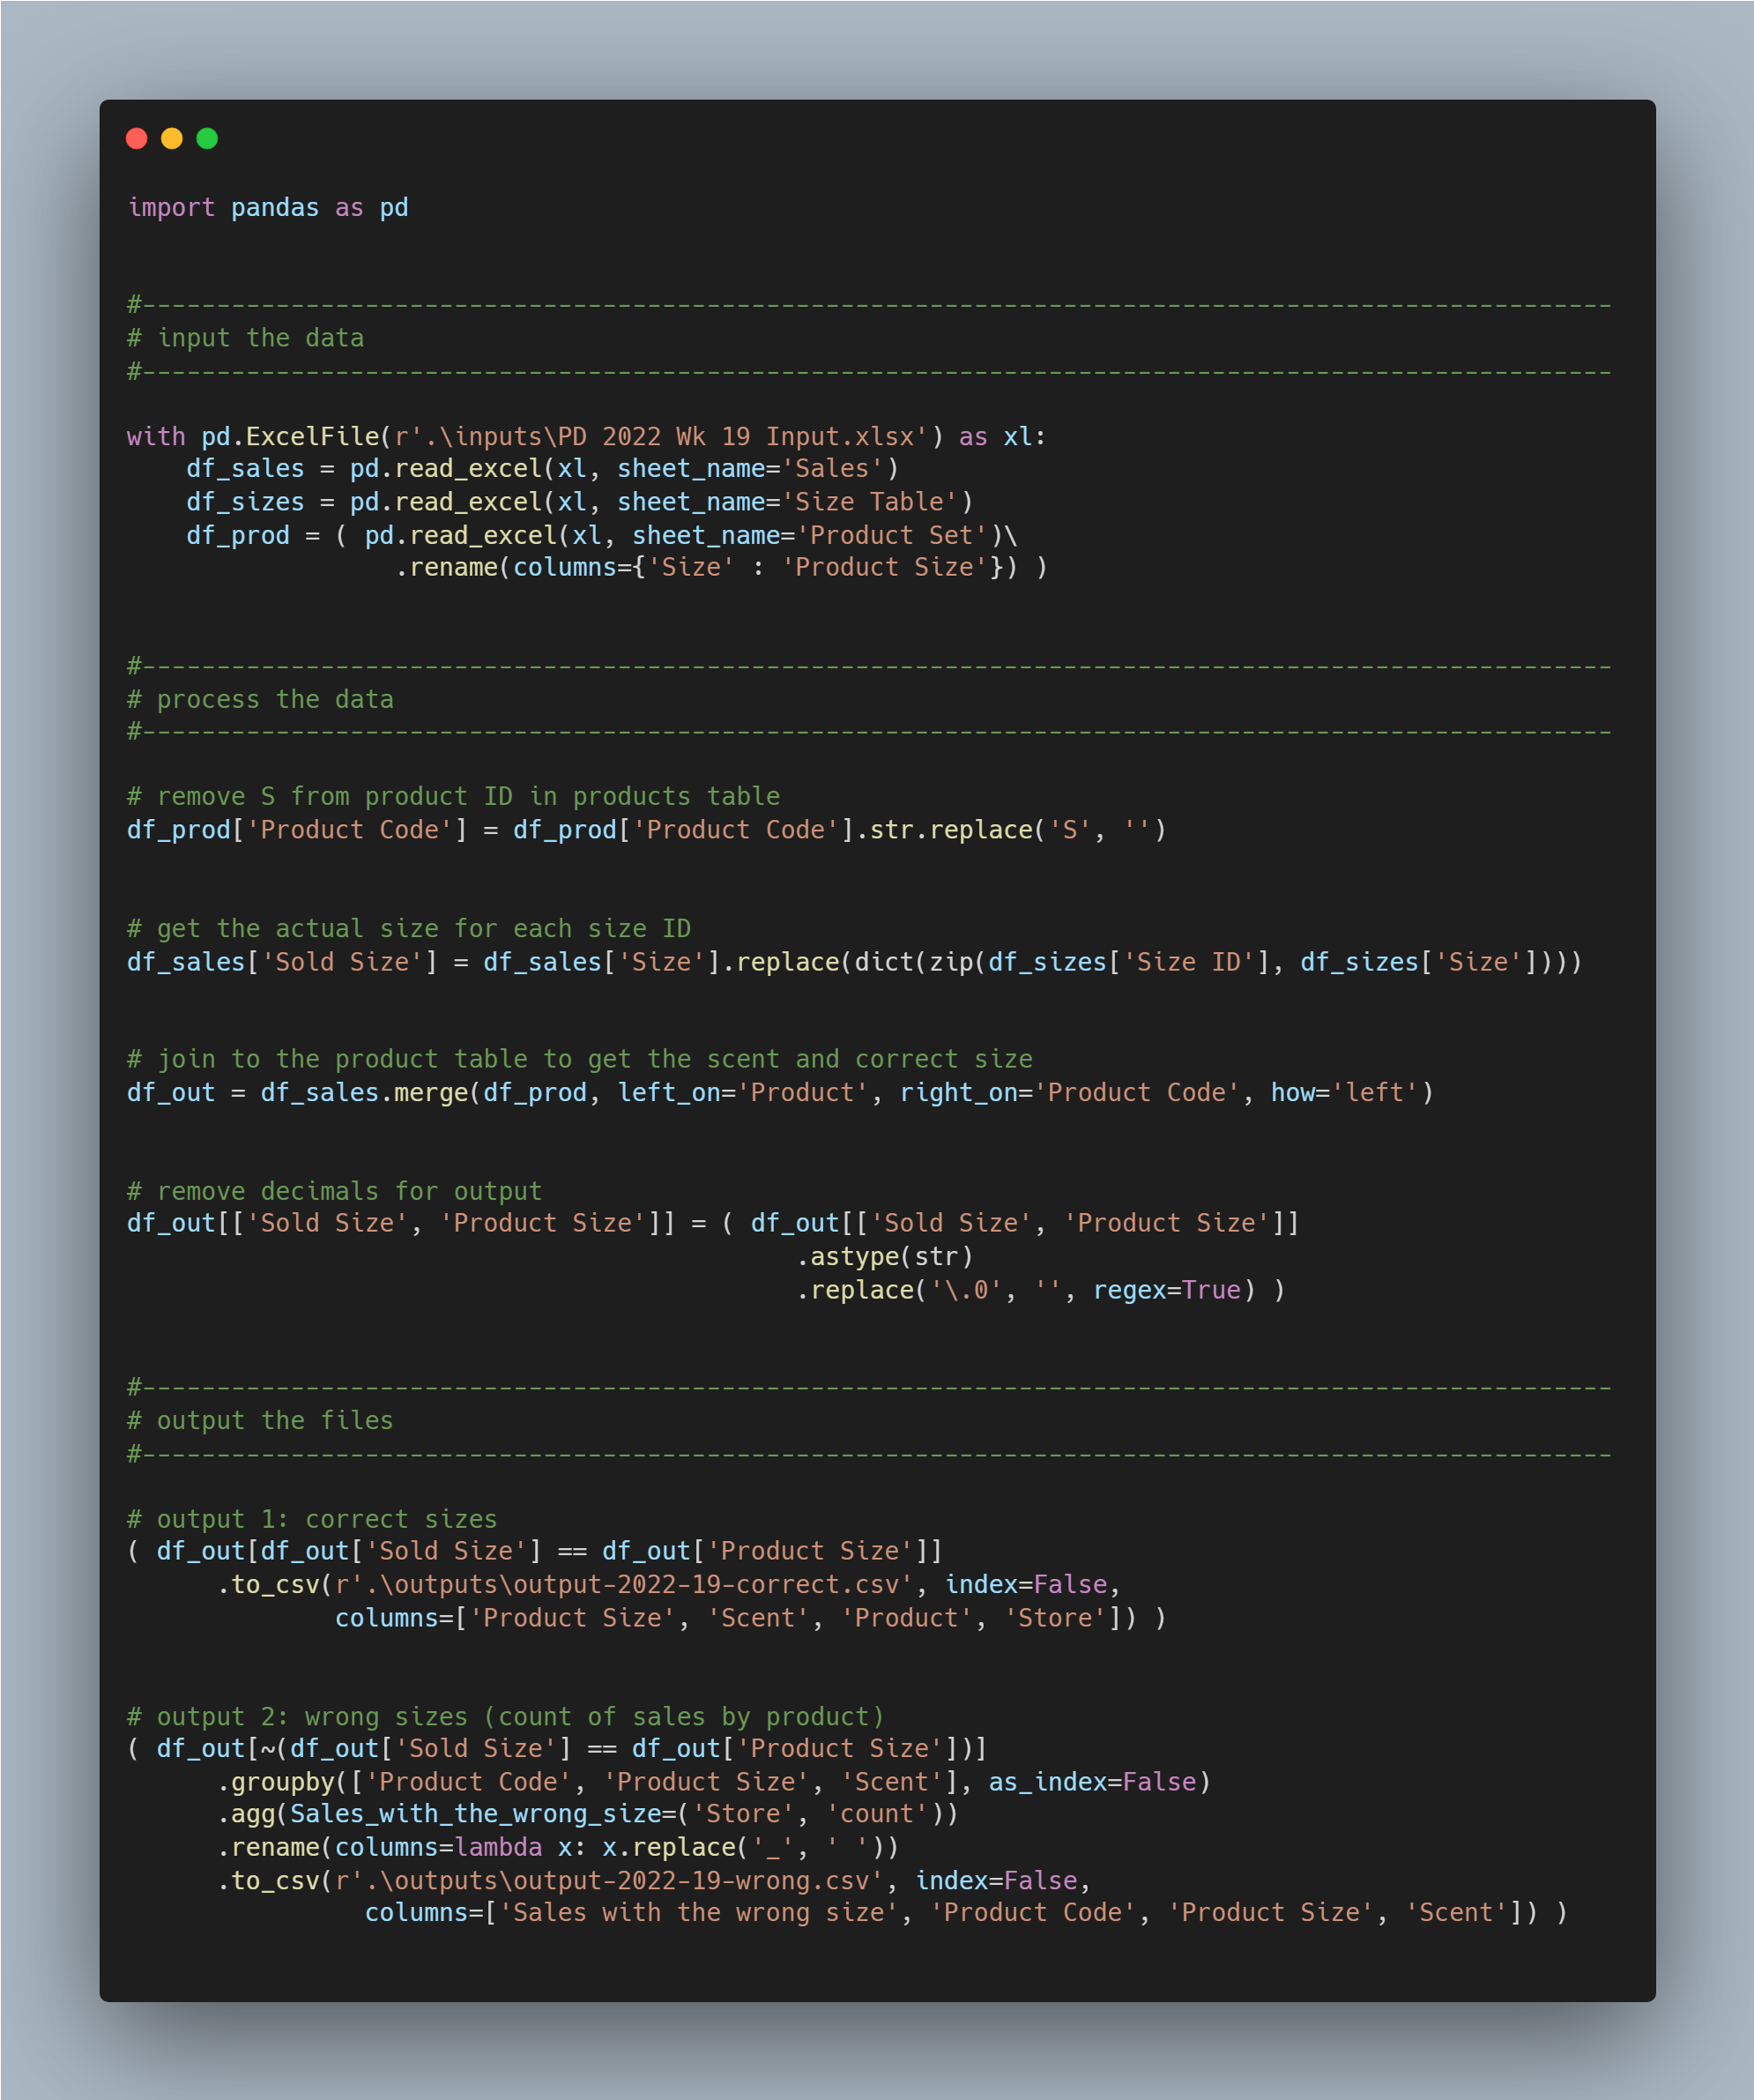 import pandas as pd
#---------------------------------------------------------------------------------------------------
# input the data
#---------------------------------------------------------------------------------------------------
with pd.ExcelFile(r'.\inputs\PD 2022 Wk 19 Input.xlsx') as xl:
    df_sales = pd.read_excel(xl, sheet_name='Sales')
    df_sizes = pd.read_excel(xl, sheet_name='Size Table')
    df_prod = ( pd.read_excel(xl, sheet_name='Product Set')\
                  .rename(columns={'Size' : 'Product Size'}) )
#---------------------------------------------------------------------------------------------------
# process the data
#---------------------------------------------------------------------------------------------------
# remove S from product ID in products table
df_prod['Product Code'] = df_prod['Product Code'].str.replace('S', '')
# get the actual size for each size ID
df_sales['Sold Size'] = df_sales['Size'].replace(dict(zip(df_sizes['Size ID'], df_sizes['Size'])))
# join to the product table to get the scent and correct size
df_out = df_sales.merge(df_prod, left_on='Product', right_on='Product Code', how='left')
# remove decimals for output
df_out[['Sold Size', 'Product Size']] = ( df_out[['Sold Size', 'Product Size']]
                                             .astype(str)
                                             .replace('\.0', '', regex=True) )
#---------------------------------------------------------------------------------------------------
# output the files
#---------------------------------------------------------------------------------------------------
# output 1: correct sizes
( df_out[df_out['Sold Size'] == df_out['Product Size']]
      .to_csv(r'.\outputs\output-2022-19-correct.csv', index=False,
              columns=['Product Size', 'Scent', 'Product', 'Store']) )
# output 2: wrong sizes (count of sales by product)
( df_out[~(df_out['Sold Size'] == df_out['Product Size'])]
      .groupby(['Product Code', 'Product Size', 'Scent'], as_index=False)
      .agg(Sales_with_the_wrong_size=('Store', 'count'))
      .rename(columns=lambda x: x.replace('_', ' '))
      .to_csv(r'.\outputs\output-2022-19-wrong.csv', index=False,
                columns=['Sales with the wrong size', 'Product Code', 'Product Size', 'Scent']) )